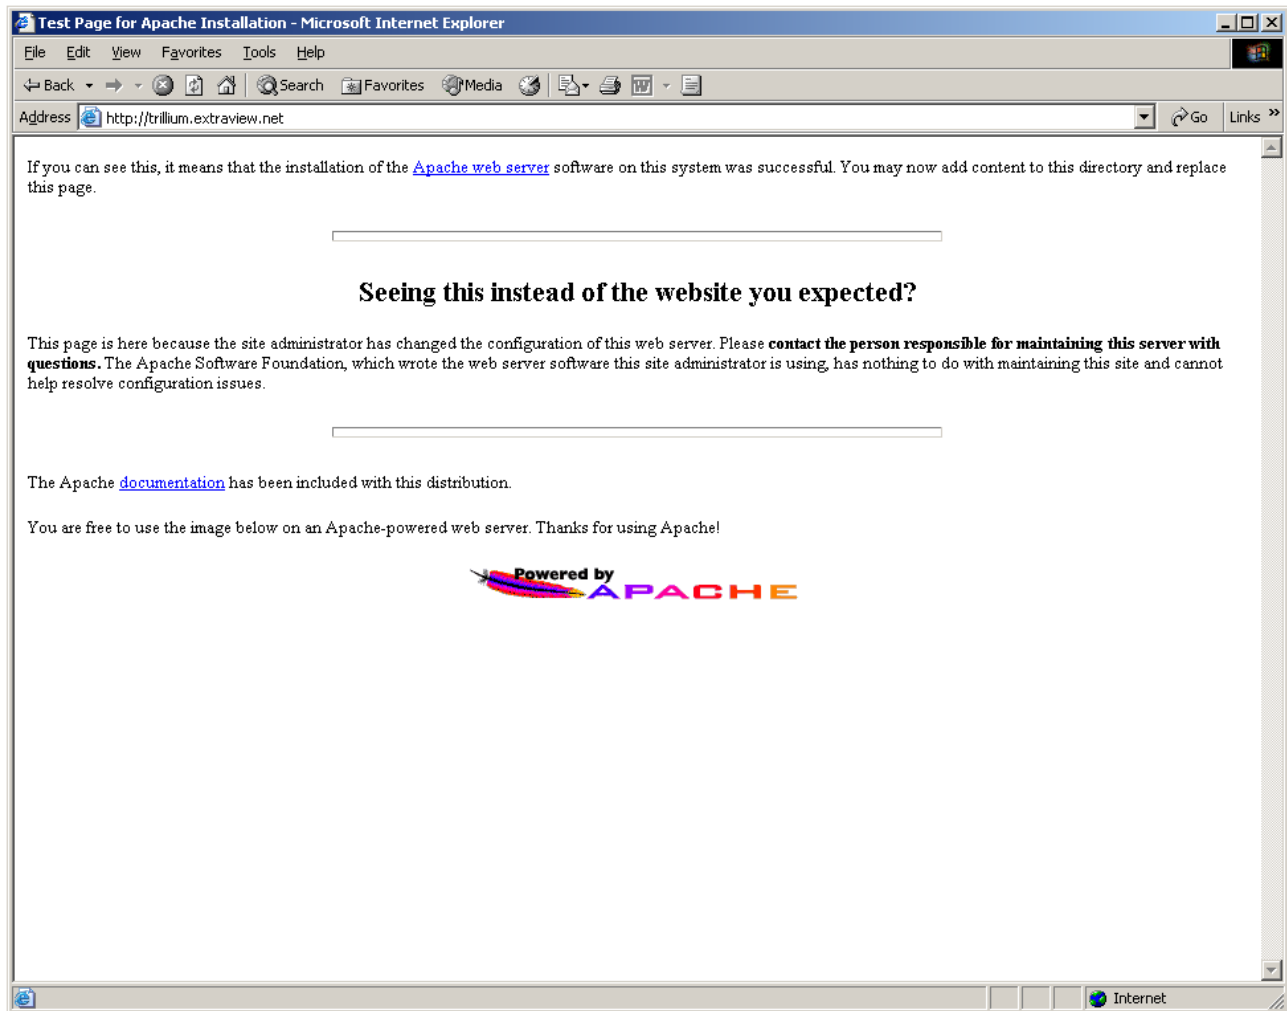 Test Page for Apache Installation - Microsoft Internet Explorer
File Edit View Favorites Tools Help
Back Search Favorites Media
Address http://trillium.extraview.net Go Links »
If you can see this, it means that the installation of the Apache web server software on this system was successful. You may now add content to this directory and replace
this page.
Seeing this instead of the website you expected?
This page is here because the site administrator has changed the configuration of this web server. Please contact the person responsible for maintaining this server with
questions. The Apache Software Foundation, which wrote the web server software this site administrator is using, has nothing to do with maintaining this site and cannot
help resolve configuration issues.
The Apache documentation has been included with this distribution.
You are free to use the image below on an Apache-powered web server. Thanks for using Apache!
Powered by
APACHE
Internet